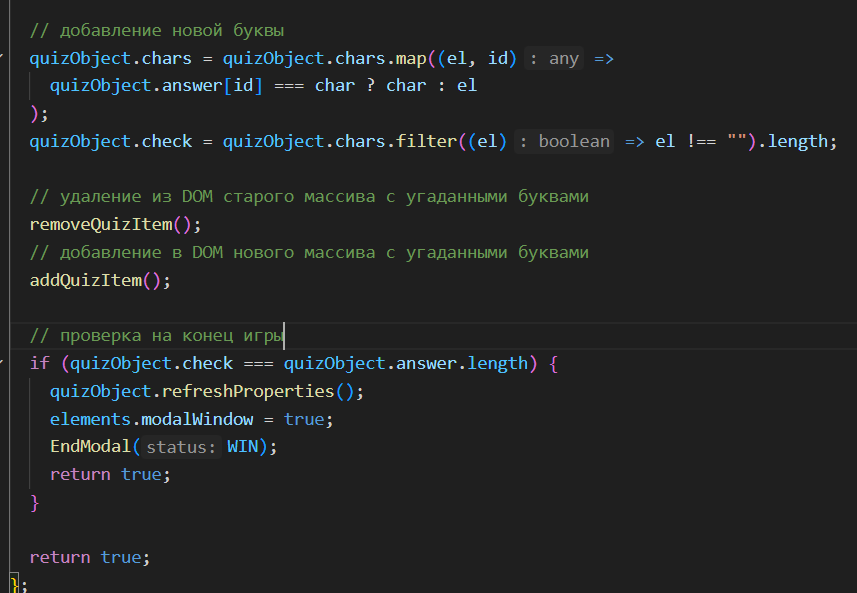 // добавление новой буквы
quizObject.chars = quizObject.chars.map((el, id) : any =>
quizObject.answer[id] === char ? char : el
);
quizObject.check = quizObject.chars.filter((el) : boolean => el !== "").length;
// удаление из DOM старого массива с угаданными буквами
removeQuizItem();
// добавление в DOM нового массива с угаданными буквами
addQuizItem();
// проверка на конец игры
if (quizObject.check === quizObject.answer.length) {
quizObject.refreshProperties();
elements.modalWindow = true;
EndModal(status: WIN);
return true;
}
return true;
};